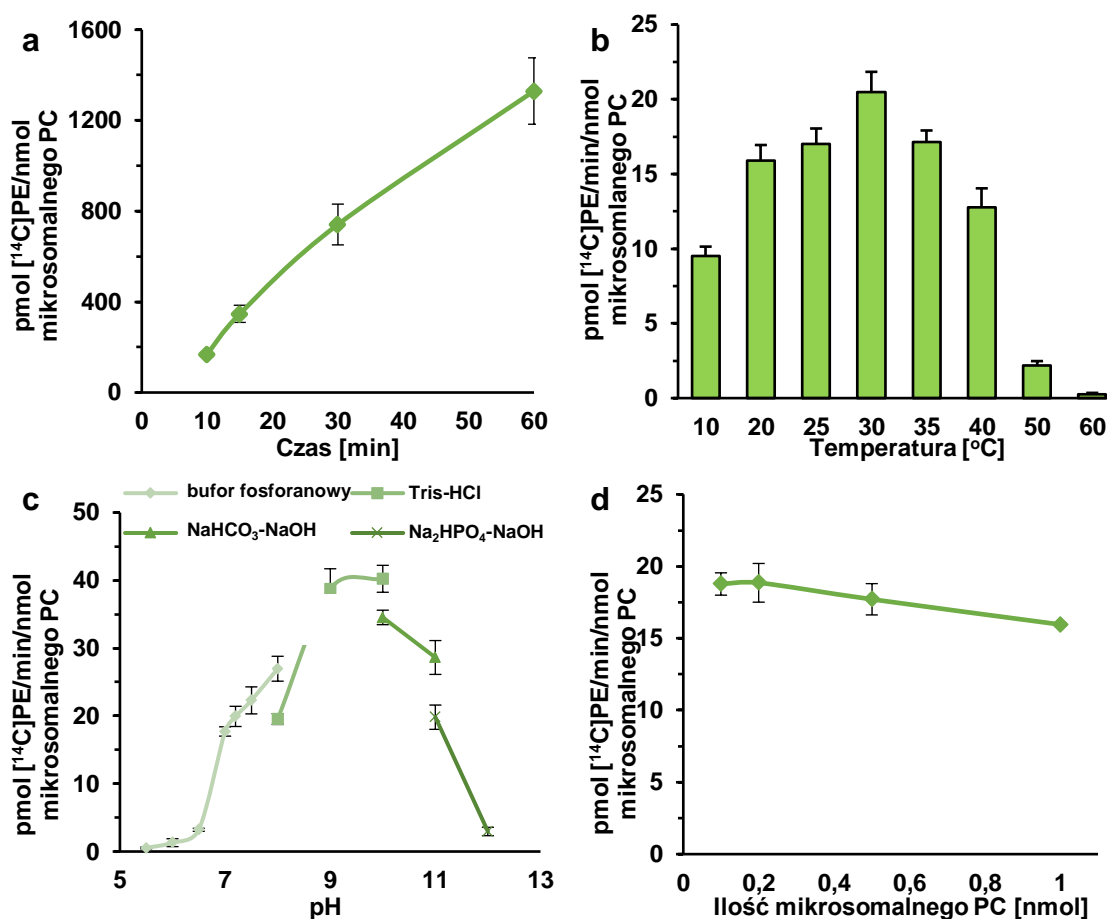 a
pmol [¹⁴C]PE/nmol
mikrosomalnego PC
1600
1200
800
400
0
0 10 20 30 40 50 60
Czas [min]
b
pmol [¹⁴C]PE/min/nmol
mikrosomlanego PC
25
20
15
10
5
0
10 20 25 30 35 40 50 60
Temperatura [°C]
c
bufor fosforanowy
Tris-HCl
NaHCO₃-NaOH
Na₂HPO₄-NaOH
pmol [¹⁴C]PE/min/nmol
mikrosomalnego PC
50
40
30
20
10
0
5 7 9 11 13
pH
d
pmol [¹⁴C]PE/min/nmol
mikrosomalnego PC
25
20
15
10
5
0
0 0,2 0,4 0,6 0,8 1
Ilość mikrosomalnego PC [nmol]